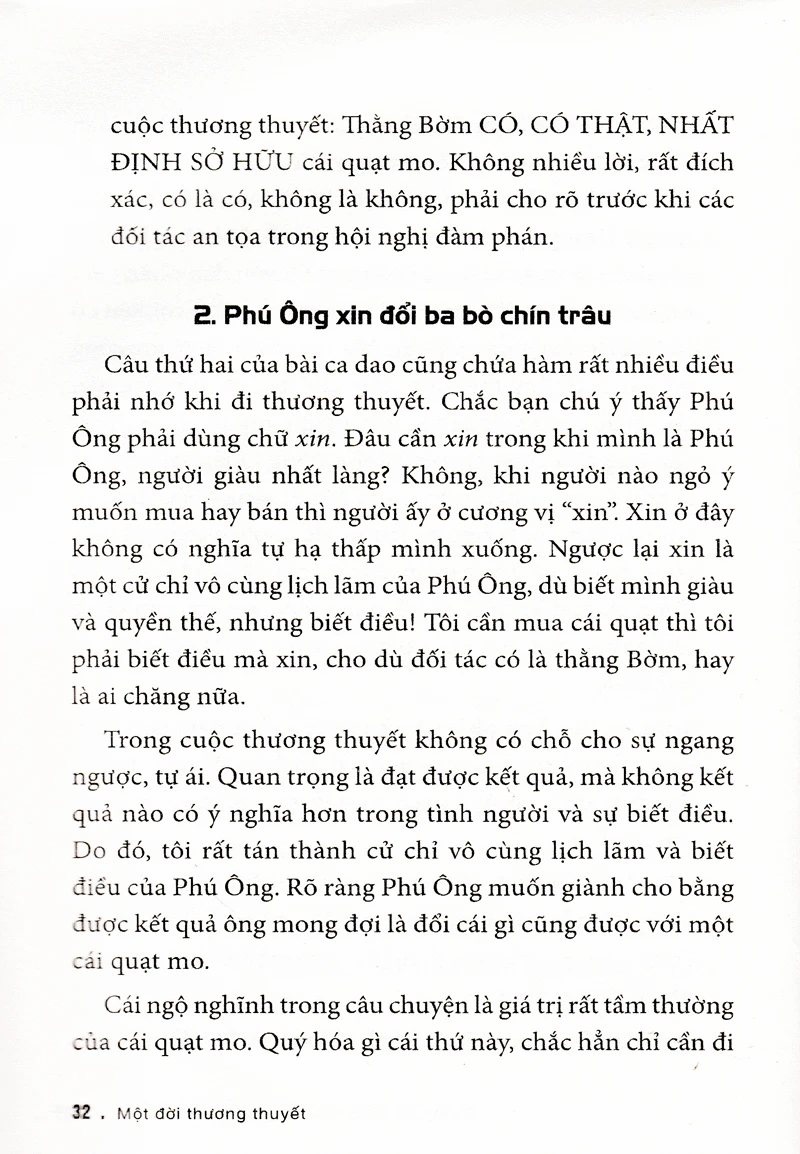 cuộc thương thuyết: Thằng Bờm CÓ, CÓ THẬT, NHẤT
ĐỊNH SỞ HỮU cái quạt mo. Không nhiều lời, rất đích
xác, có là có, không là không, phải cho rõ trước khi các
đối tác an tọa trong hội nghị đàm phán.
2. Phú Ông xin đổi ba bò chín trâu
Câu thứ hai của bài ca dao cũng chứa hàm rất nhiều điều
phải nhớ khi đi thương thuyết. Chắc bạn chú ý thấy Phú
Ông phải dùng chữ xin. Đâu cần xin trong khi mình là Phú
Ông, người giàu nhất làng? Không, khi người nào ngỏ ý
muốn mua hay bán thì người ấy ở cương vị “xin”. Xin ở đây
không có nghĩa tự hạ thấp mình xuống. Ngược lại xin là
một cử chỉ vô cùng lịch lãm của Phú Ông, dù biết mình giàu
và quyền thế, nhưng biết điều! Tôi cần mua cái quạt thì tôi
phải biết điều mà xin, cho dù đối tác có là thằng Bờm, hay
là ai chăng nữa.
Trong cuộc thương thuyết không có chỗ cho sự ngang
ngược, tự ái. Quan trọng là đạt được kết quả, mà không kết
quả nào có ý nghĩa hơn trong tình người và sự biết điều.
Do đó, tôi rất tán thành cử chỉ vô cùng lịch lãm và biết
điều của Phú Ông. Rõ ràng Phú Ông muốn giành cho bằng
được kết quả ông mong đợi là đổi cái gì cũng được với một
cái quạt mo.
Cái ngộ nghĩnh trong câu chuyện là giá trị rất tầm thường
của cái quạt mo. Quý hóa gì cái thứ này, chắc hẳn chỉ cần đi
32 . Một đời thương thuyết